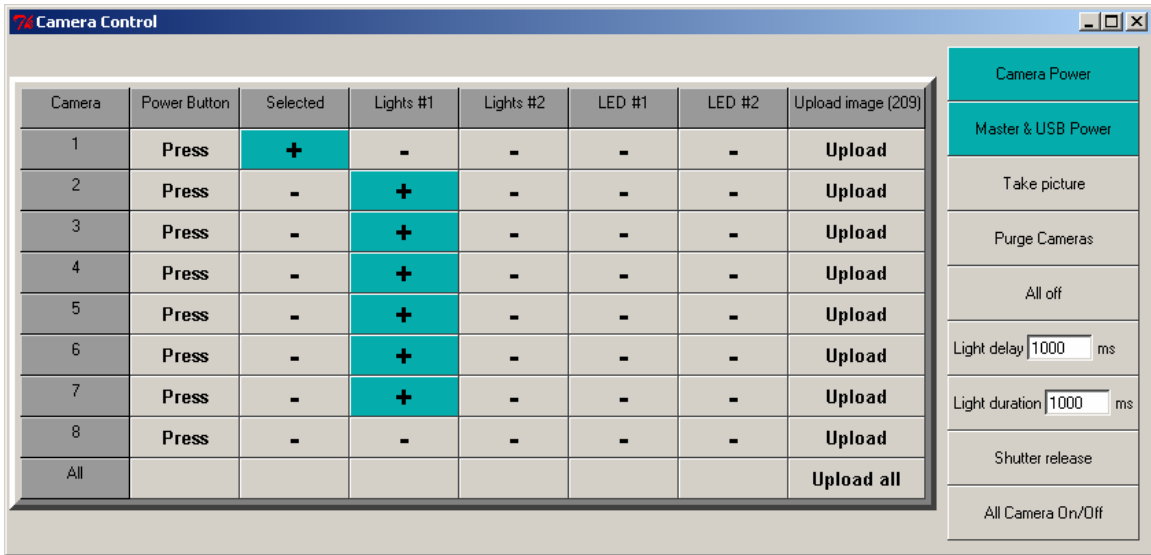 Camera Control
Camera Power
Camera Power Button Selected Lights #1 Lights #2 LED #1 LED #2 Upload image (209)
Master & USB Power
1 Press + - - - - Upload
Take picture
2 Press - + - - - Upload
3 Press - + - - - Upload
Purge Cameras
4 Press - + - - - Upload
All off
5 Press - + - - - Upload
6 Press - + - - - Upload
Light delay 1000 ms
7 Press - + - - - Upload
Light duration 1000 ms
8 Press - - - - - Upload
Shutter release
All Upload all
All Camera On/Off